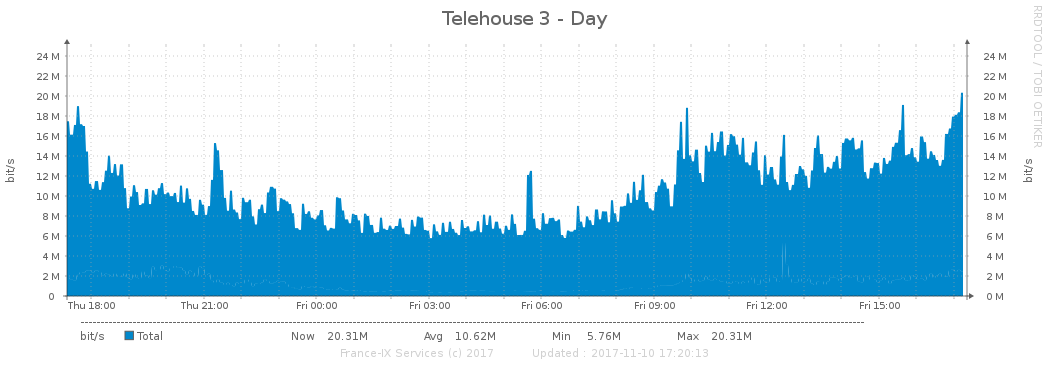 Telehouse 3 - Day
RRDTOOL / TOBI OETIKER
bit/s
24 M 24 M
22 M 22 M
20 M 20 M
18 M 18 M
16 M 16 M
14 M 14 M
12 M 12 M
10 M 10 M
8 M 8 M
6 M 6 M
4 M 4 M
2 M 2 M
0 0 M
bit/s
Thu 18:00 Thu 21:00 Fri 00:00 Fri 03:00 Fri 06:00 Fri 09:00 Fri 12:00 Fri 15:00
bit/s Total Now 20.31M Avg 10.62M Min 5.76M Max 20.31M
France-IX Services (c) 2017 Updated : 2017-11-10 17:20:13